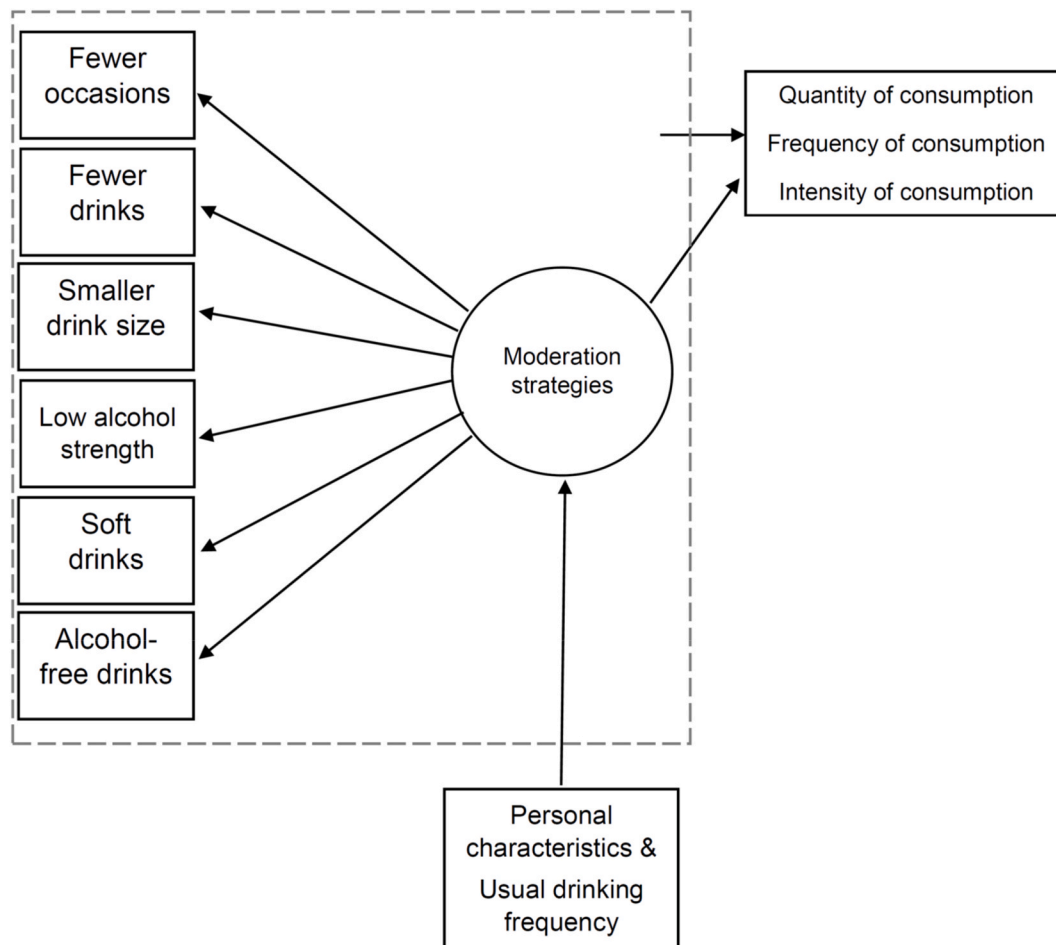 Fewer
occasions
Fewer
drinks
Smaller
drink size
Low alcohol
strength
Soft
drinks
Alcohol-
free drinks
Moderation
strategies
Quantity of consumption
Frequency of consumption
Intensity of consumption
Personal
characteristics &
Usual drinking
frequency